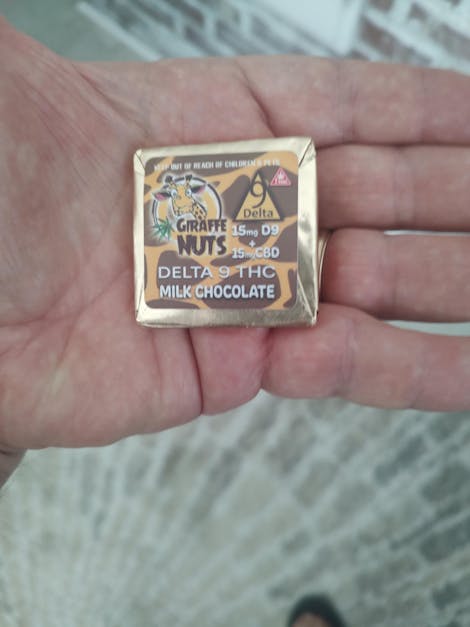 KEEP OUT OF REACH OF CHILDREN & PETS
GIRAFFE
NUTS
9
Delta
15mg D9
+
15mg CBD
DELTA 9 THC
MILK CHOCOLATE